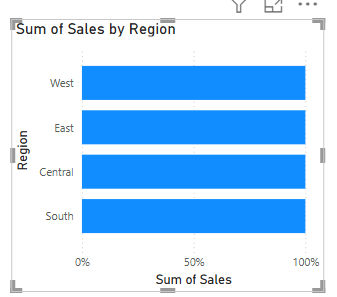 Sum of Sales by Region
Region
West
East
Central
South
0% 50% 100%
Sum of Sales